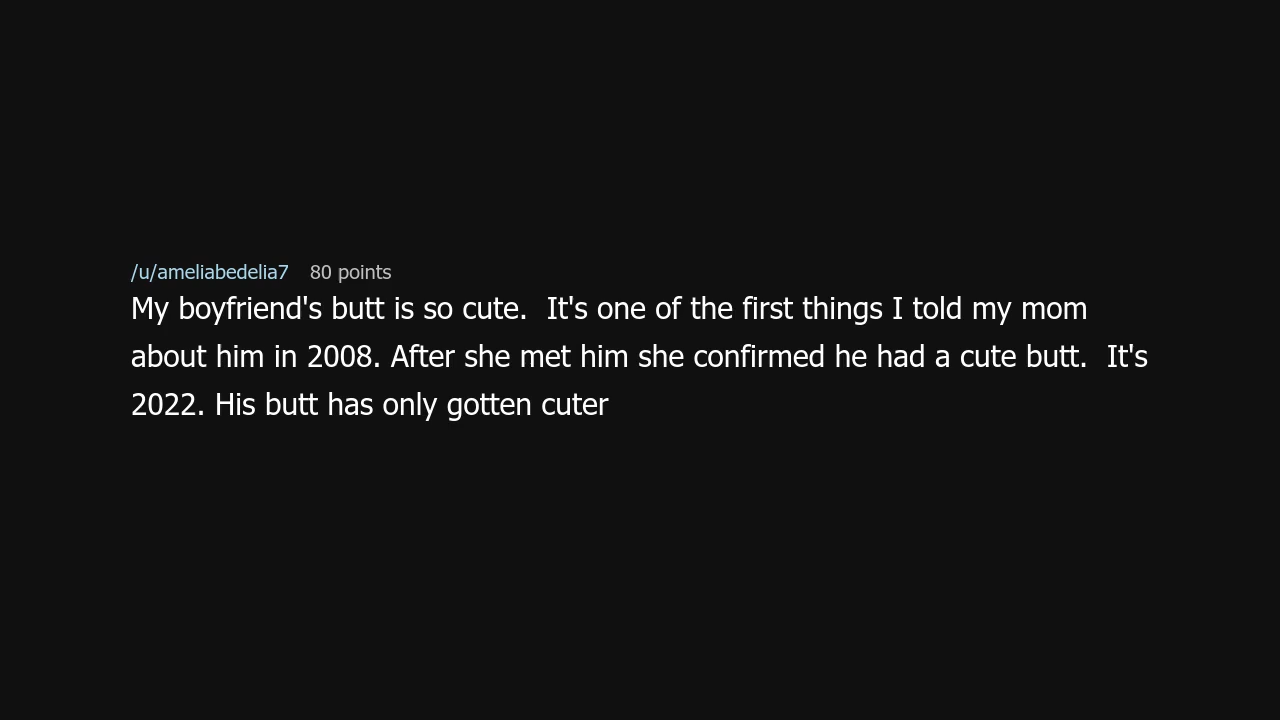 /u/ameliabedelia7 80 points
My boyfriend's butt is so cute.  It's one of the first things I told my mom
about him in 2008. After she met him she confirmed he had a cute butt.  It's
2022. His butt has only gotten cuter